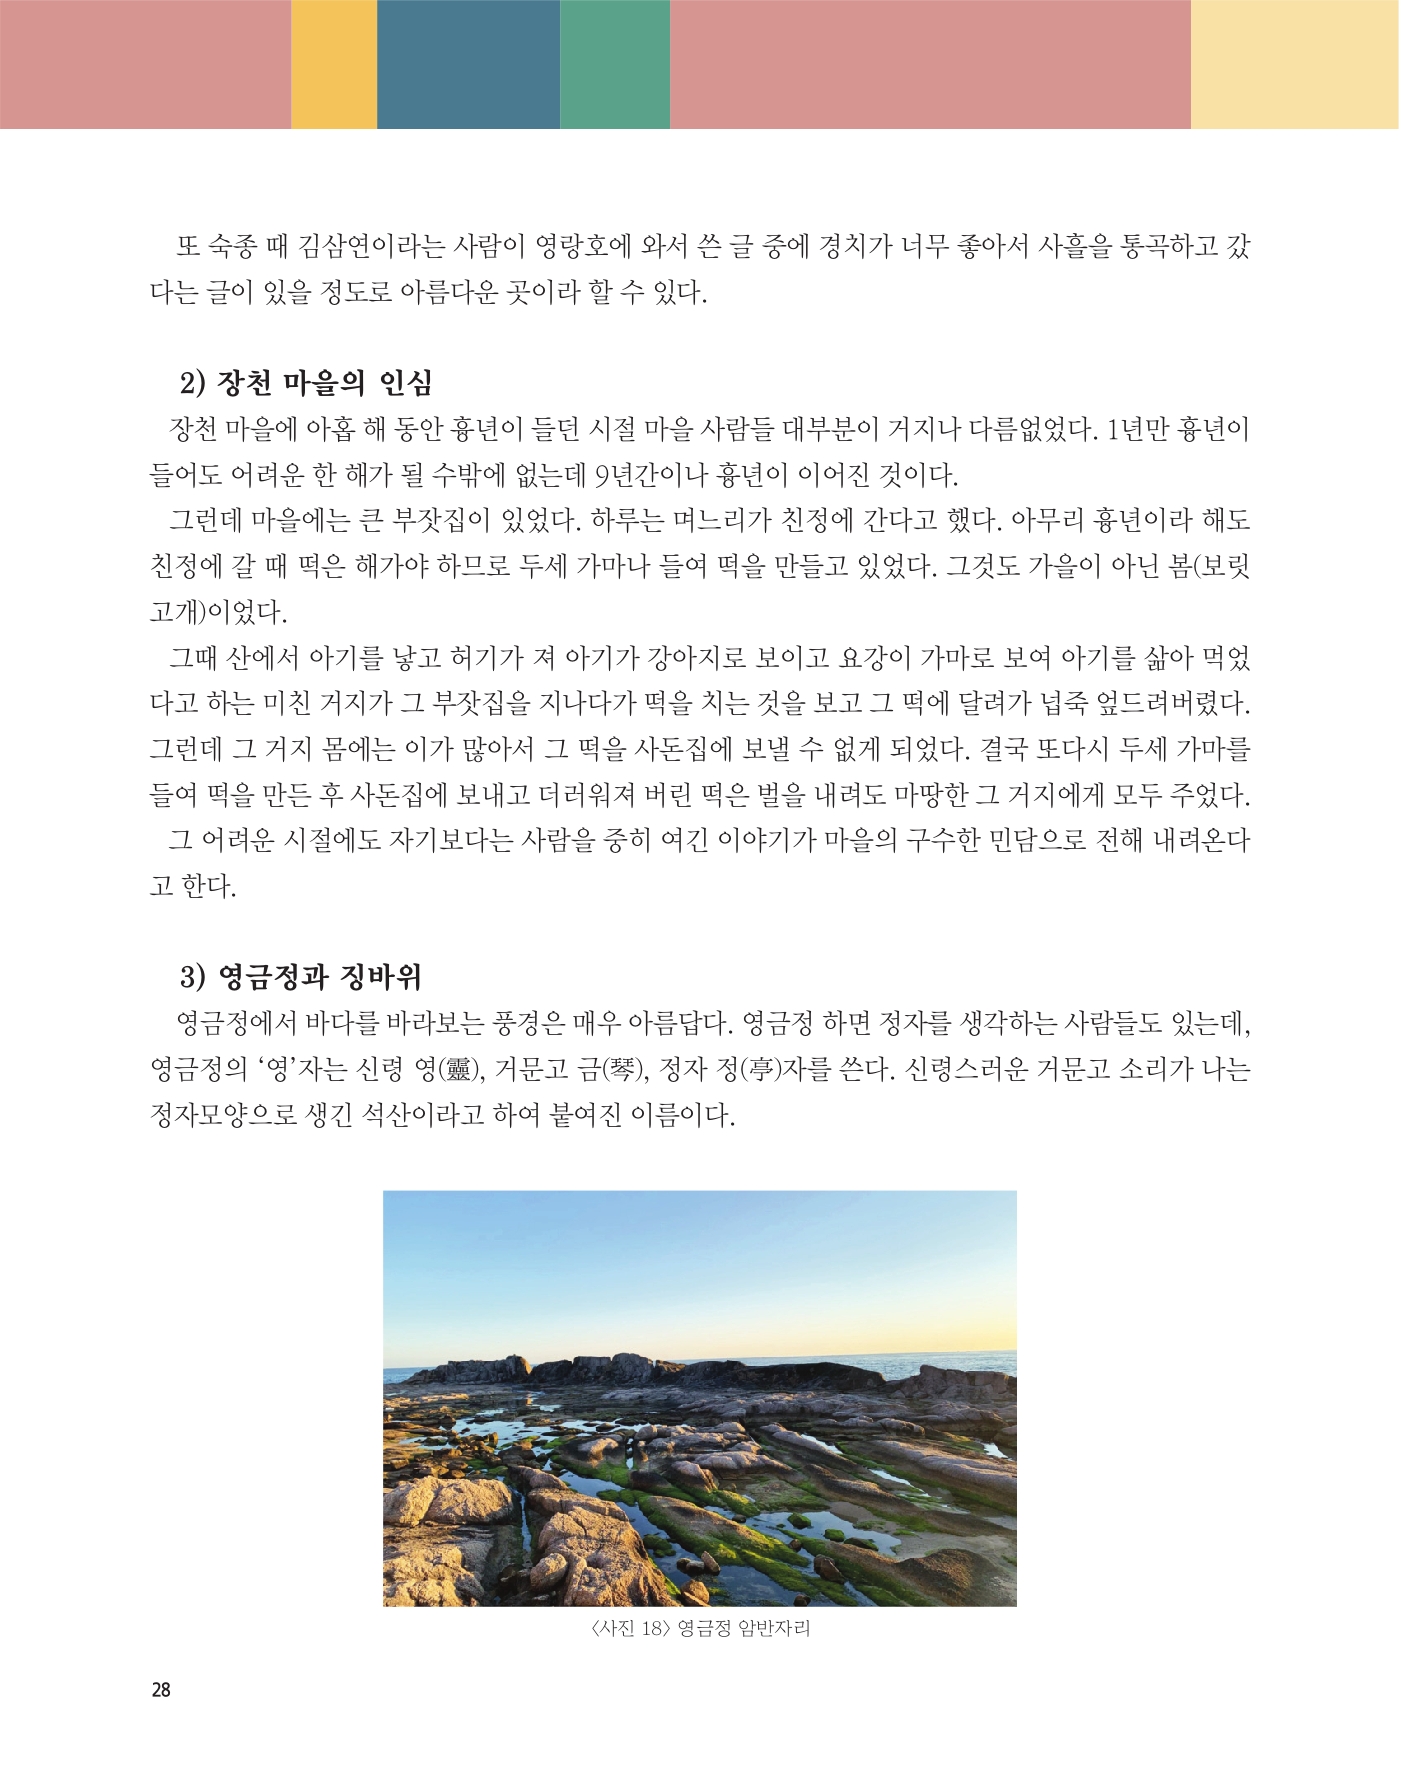 또 숙종 때 김삼연이라는 사람이 영랑호에 와서 쓴 글 중에 경치가 너무 좋아서 사흘을 통곡하고 갔
다는 글이 있을 정도로 아름다운 곳이라 할 수 있다.
2) 장천 마을의 인심
장천 마을에 아홉 해 동안 흉년이 들던 시절 마을 사람들 대부분이 거지나 다름없었다. 1년만 흉년이
들어도 어려운 한 해가 될 수밖에 없는데 9년간이나 흉년이 이어진 것이다.
그런데 마을에는 큰 부잣집이 있었다. 하루는 며느리가 친정에 간다고 했다. 아무리 흉년이라 해도
친정에 갈 때 떡은 해가야 하므로 두세 가마나 들여 떡을 만들고 있었다. 그것도 가을이 아닌 봄(보릿
고개)이었다.
그때 산에서 아기를 낳고 허기가 져 아기가 강아지로 보이고 요강이 가마로 보여 아기를 삶아 먹었
다고 하는 미친 거지가 그 부잣집을 지나다가 떡을 치는 것을 보고 그 떡에 달려가 넙죽 엎드려버렸다.
그런데 그 거지 몸에는 이가 많아서 그 떡을 사돈집에 보낼 수 없게 되었다. 결국 또다시 두세 가마를
들여 떡을 만든 후 사돈집에 보내고 더러워져 버린 떡은 벌을 내려도 마땅한 그 거지에게 모두 주었다.
그 어려운 시절에도 자기보다는 사람을 중히 여긴 이야기가 마을의 구수한 민담으로 전해 내려온다
고 한다.
3) 영금정과 징바위
영금정에서 바다를 바라보는 풍경은 매우 아름답다. 영금정 하면 정자를 생각하는 사람들도 있는데,
영금정의 ‘영’자는 신령 영(靈), 거문고 금(琴), 정자 정(亭)자를 쓴다. 신령스러운 거문고 소리가 나는
정자모양으로 생긴 석산이라고 하여 붙여진 이름이다.
〈사진 18〉 영금정 암반자리
28